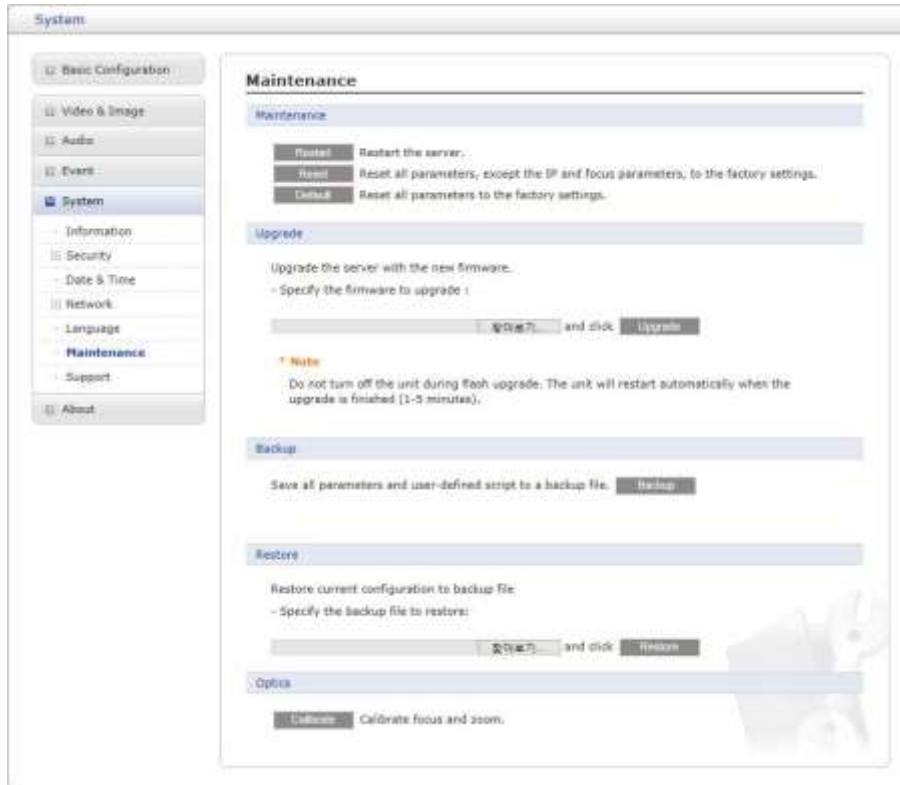 System
Basic Configuration
Video & Image
Audio
Event
System
Information
Security
Date & Time
Network
Language
Maintenance
Support
About
Maintenance
Maintenance
Restart Restart the server.
Reset Reset all parameters, except the IP and focus parameters, to the factory settings.
Default Reset all parameters to the factory settings.
Upgrade
Upgrade the server with the new firmware.
- Specify the firmware to upgrade :
찾아보기... and click Upgrade
* Note
Do not turn off the unit during flash upgrade. The unit will restart automatically when the
upgrade is finished (1-5 minutes).
Backup
Save all parameters and user-defined script to a backup file. Backup
Restore
Restore current configuration to backup file
- Specify the backup file to restore:
찾아보기... and click Restore
Optics
Calibrate Calibrate focus and zoom.